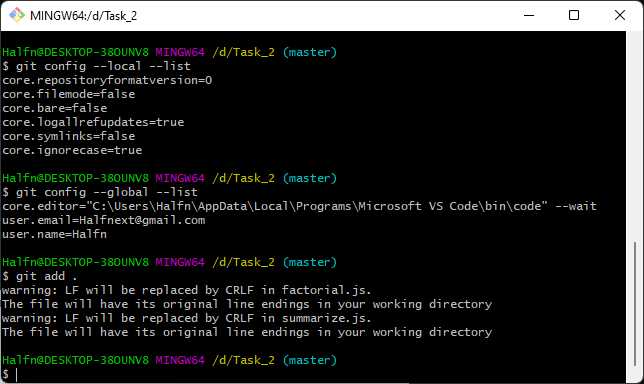 MINGW64:/d/Task_2
Halfn@DESKTOP-38OUNV8 MINGW64 /d/Task_2 (master)
$ git config --local --list
core.repositoryformatversion=0
core.filemode=false
core.bare=false
core.logallrefupdates=true
core.symlinks=false
core.ignorecase=true
Halfn@DESKTOP-38OUNV8 MINGW64 /d/Task_2 (master)
$ git config --global --list
core.editor="C:\Users\Halfn\AppData\Local\Programs\Microsoft VS Code\bin\code" --wait
user.email=Halfnext@gmail.com
user.name=Halfn
Halfn@DESKTOP-38OUNV8 MINGW64 /d/Task_2 (master)
$ git add .
warning: LF will be replaced by CRLF in factorial.js.
The file will have its original line endings in your working directory
warning: LF will be replaced by CRLF in summarize.js.
The file will have its original line endings in your working directory
Halfn@DESKTOP-38OUNV8 MINGW64 /d/Task_2 (master)
$